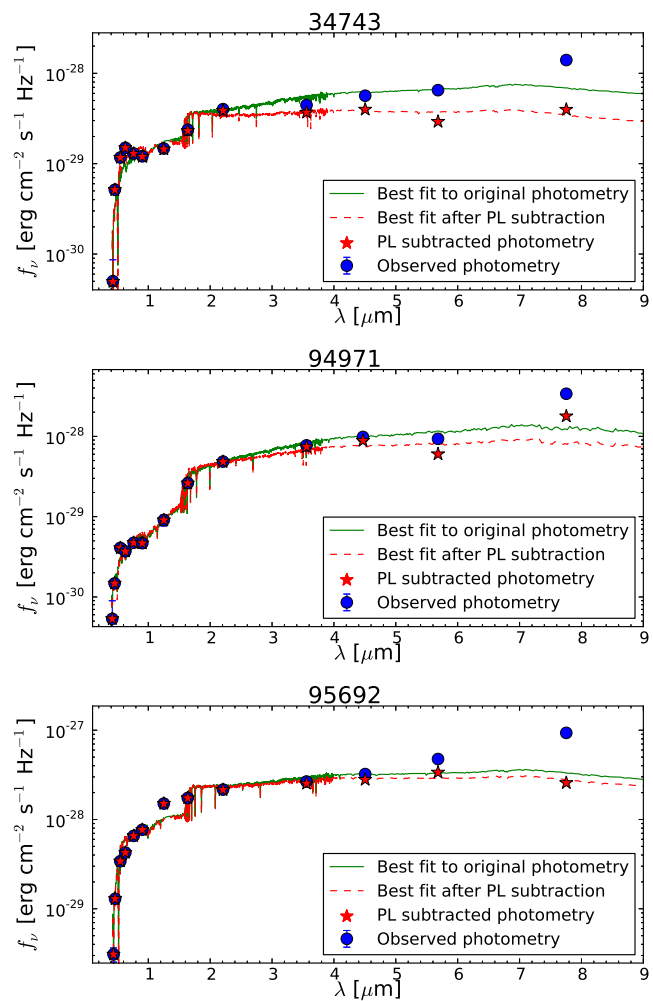 34743
10⁻²⁸
10⁻²⁹
10⁻³⁰
f_ν [erg cm⁻² s⁻¹ Hz⁻¹]
Best fit to original photometry
Best fit after PL subtraction
PL subtracted photometry
Observed photometry
1 2 3 4 5 6 7 8 9
λ [μm]
94971
10⁻²⁸
10⁻²⁹
10⁻³⁰
f_ν [erg cm⁻² s⁻¹ Hz⁻¹]
Best fit to original photometry
Best fit after PL subtraction
PL subtracted photometry
Observed photometry
1 2 3 4 5 6 7 8 9
λ [μm]
95692
10⁻²⁷
10⁻²⁸
10⁻²⁹
f_ν [erg cm⁻² s⁻¹ Hz⁻¹]
Best fit to original photometry
Best fit after PL subtraction
PL subtracted photometry
Observed photometry
1 2 3 4 5 6 7 8 9
λ [μm]